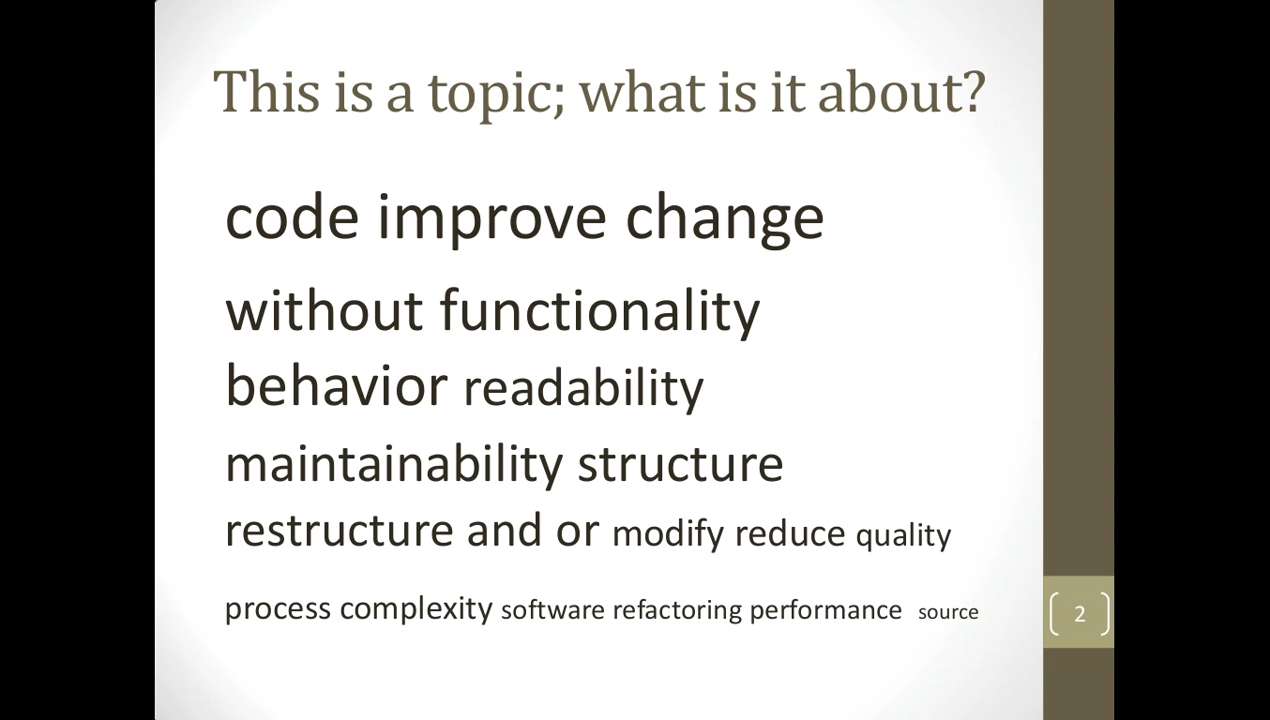 This is a topic; what is it about?
code improve change
without functionality
behavior readability
maintainability structure
restructure and or modify reduce quality
process complexity software refactoring performance source
2